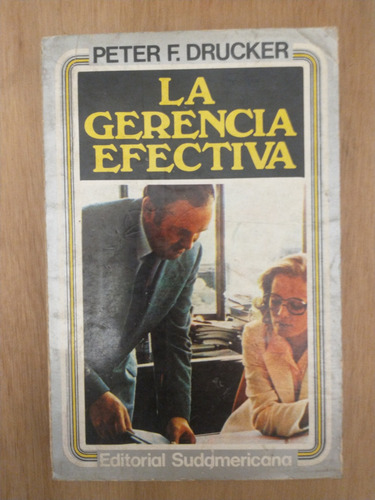 PETER F. DRUCKER
LA
GERENCIA
EFECTIVA
Editorial Sudamericana